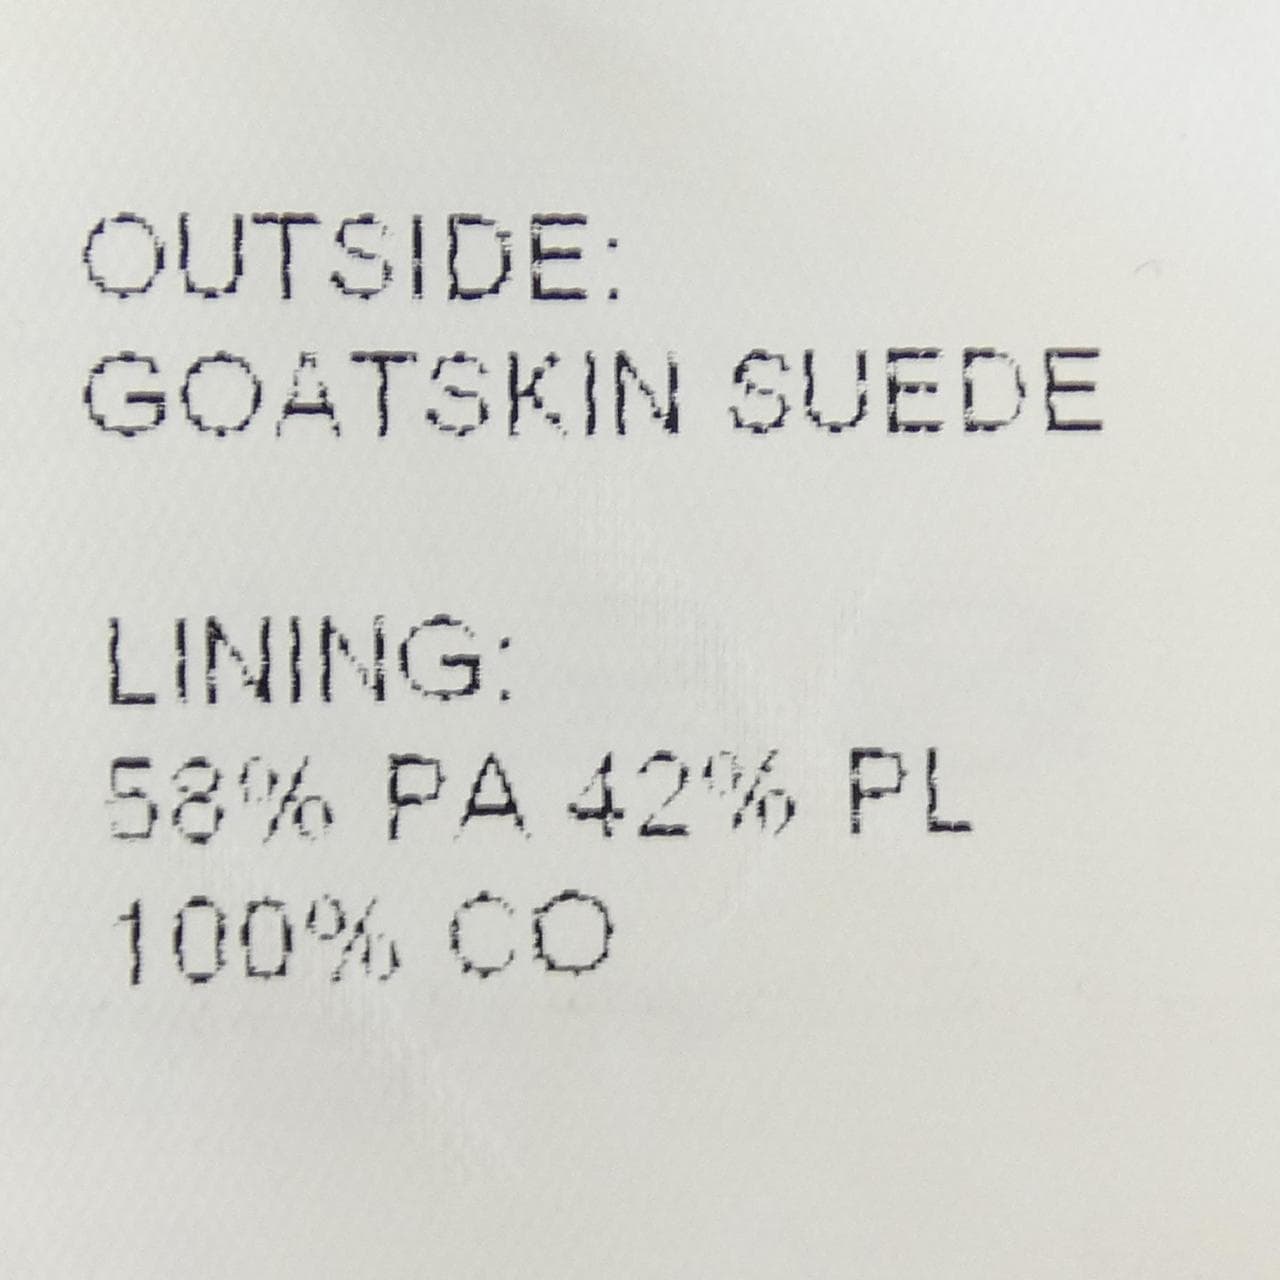 OUTSIDE:
GOATSKIN SUEDE
LINING:
58% PA 42% PL
100% CO